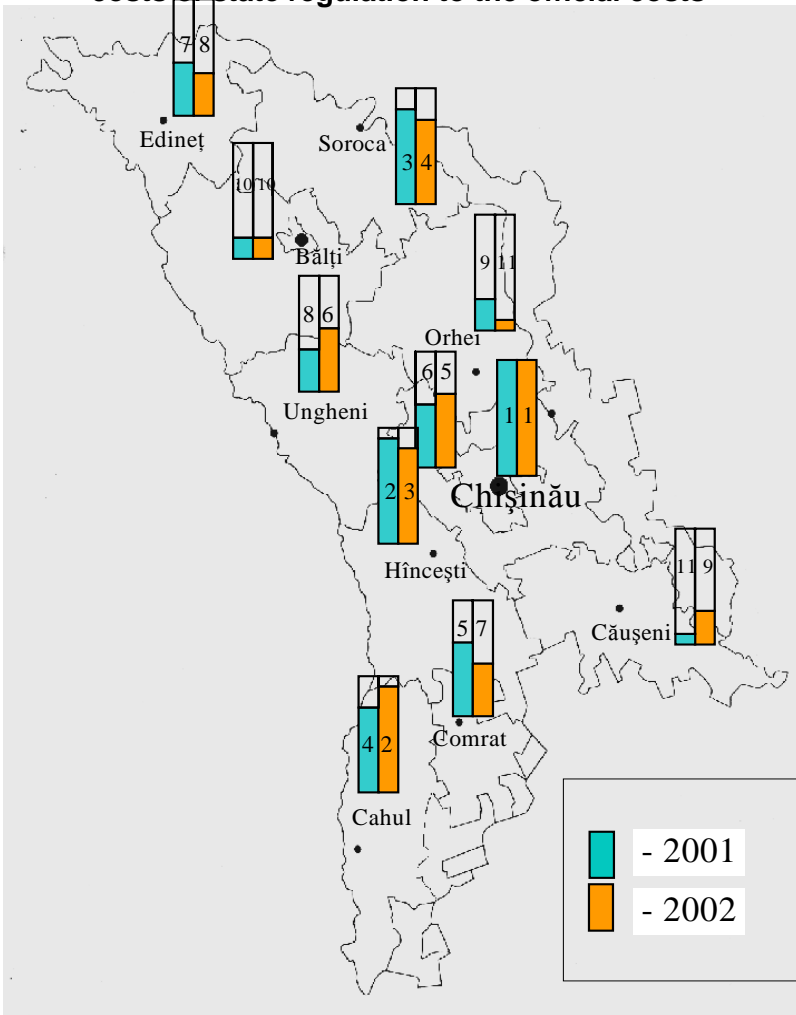 costs of state regulation to the official costs
7 8
Edineț
Soroca
3 4
10 10
Bălți
9 11
8 6
Orhei
6 5
Ungheni
1 1
2 3
Chișinău
Hîncești
11 9
Căușeni
5 7
Comrat
4 2
Cahul
- 2001
- 2002